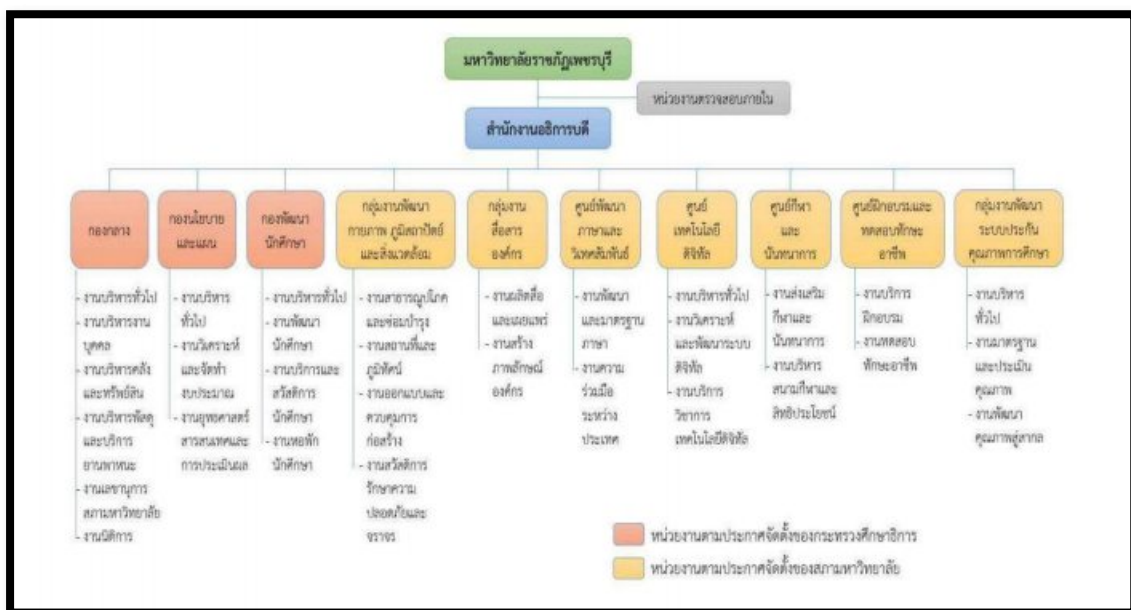 มหาวิทยาลัยราชภัฏเพชรบุรี
หน่วยงานตรวจสอบภายใน
สำนักงานอธิการบดี
กองกลาง
- งานบริหารทั่วไป
- งานบริหารงาน
บุคคล
- งานบริหารคลัง
และทรัพย์สิน
- งานบริหารพัสดุ
และบริการ
ยานพาหนะ
- งานเลขานุการ
สภามหาวิทยาลัย
- งานนิติการ
กองนโยบาย
และแผน
- งานบริหาร
ทั่วไป
- งานวิเคราะห์
และจัดทำ
งบประมาณ
- งานยุทธศาสตร์
สารสนเทศและ
การประเมินผล
กองพัฒนา
นักศึกษา
- งานบริหารทั่วไป
- งานพัฒนา
นักศึกษา
- งานบริการและ
สวัสดิการ
นักศึกษา
- งานหอพัก
นักศึกษา
กลุ่มงานพัฒนา
กายภาพ ภูมิสถาปัตย์
และสิ่งแวดล้อม
- งานสาธารณูปโภค
และซ่อมบำรุง
- งานสถานที่และ
ภูมิทัศน์
- งานออกแบบและ
ควบคุมการ
ก่อสร้าง
- งานสวัสดิการ
รักษาความ
ปลอดภัยและ
จราจร
กลุ่มงาน
สื่อสาร
องค์กร
- งานผลิตสื่อ
และเผยแพร่
- งานสร้าง
ภาพลักษณ์
องค์กร
ศูนย์พัฒนา
ภาษาและ
วิเทศสัมพันธ์
- งานพัฒนา
และมาตรฐาน
ภาษา
- งานความ
ร่วมมือ
ระหว่าง
ประเทศ
ศูนย์
เทคโนโลยี
ดิจิทัล
- งานบริหารทั่วไป
- งานวิเคราะห์
และพัฒนาระบบ
ดิจิทัล
- งานบริการ
วิชาการ
เทคโนโลยีดิจิทัล
ศูนย์กีฬา
และ
นันทนาการ
- งานส่งเสริม
กีฬาและ
นันทนาการ
- งานบริหาร
สนามกีฬาและ
สิทธิประโยชน์
ศูนย์ฝึกอบรมและ
ทดสอบทักษะ
อาชีพ
- งานบริการ
ฝึกอบรม
- งานทดสอบ
ทักษะอาชีพ
กลุ่มงานพัฒนา
ระบบประกัน
คุณภาพการศึกษา
- งานบริหาร
ทั่วไป
- งานมาตรฐาน
และประเมิน
คุณภาพ
- งานพัฒนา
คุณภาพสู่สากล
หน่วยงานตามประกาศจัดตั้งของกระทรวงศึกษาธิการ
หน่วยงานตามประกาศจัดตั้งของสภามหาวิทยาลัย